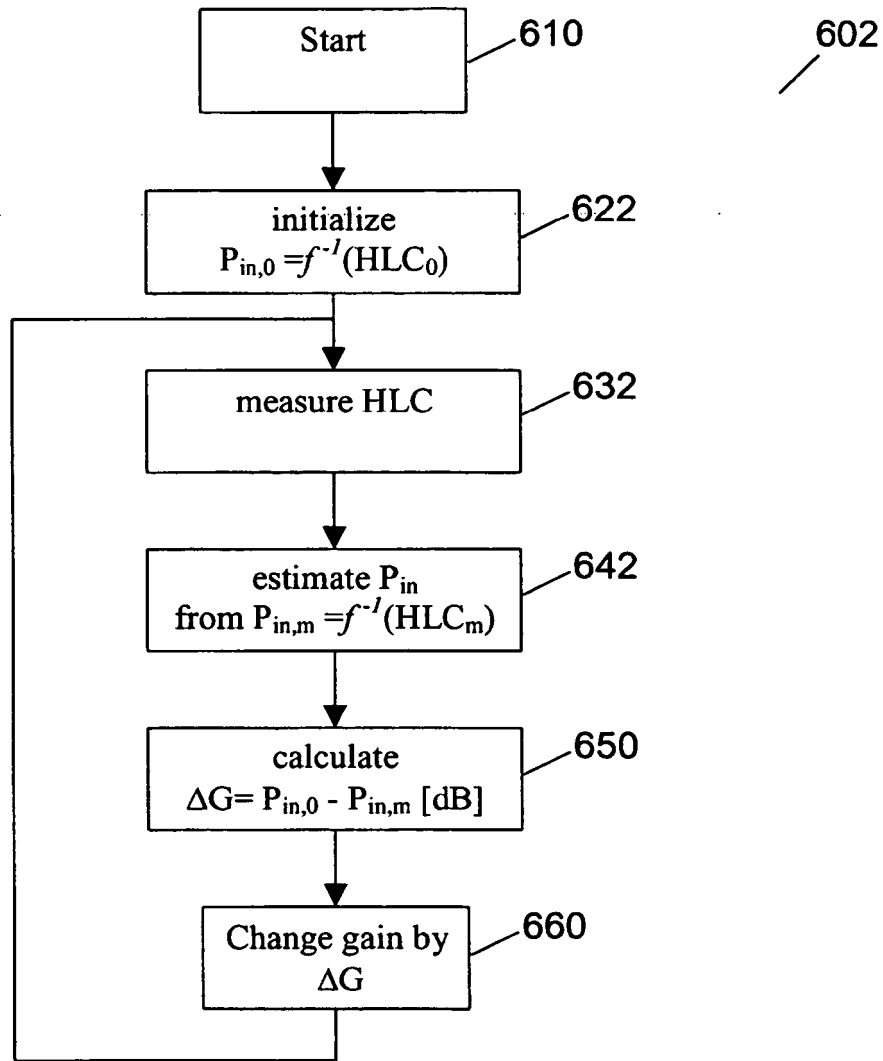 Start
610
602
initialize
P_in,0 =f^-1(HLC_0)
622
measure HLC
632
estimate P_in
from P_in,m =f^-1(HLC_m)
642
calculate
ΔG= P_in,0 - P_in,m [dB]
650
Change gain by
ΔG
660